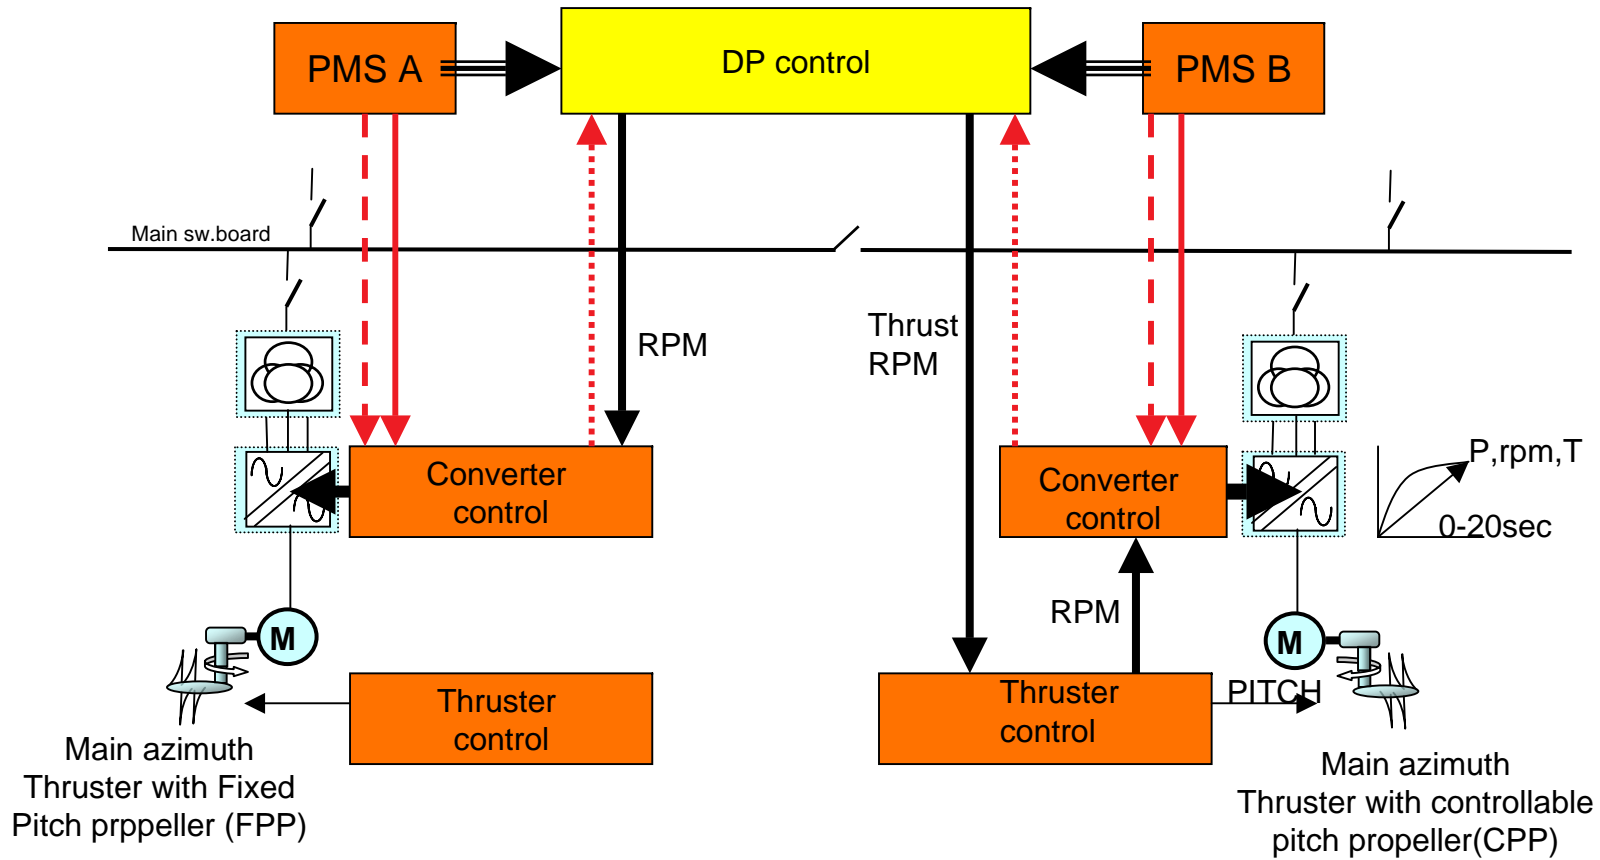 PMS A
DP control
PMS B
Main sw.board
RPM
Thrust
RPM
Converter
control
Converter
control
P,rpm,T
0-20sec
RPM
M
M
Thruster
control
Thruster
control
PITCH
Main azimuth
Thruster with Fixed
Pitch prppeller (FPP)
Main azimuth
Thruster with controllable
pitch propeller(CPP)